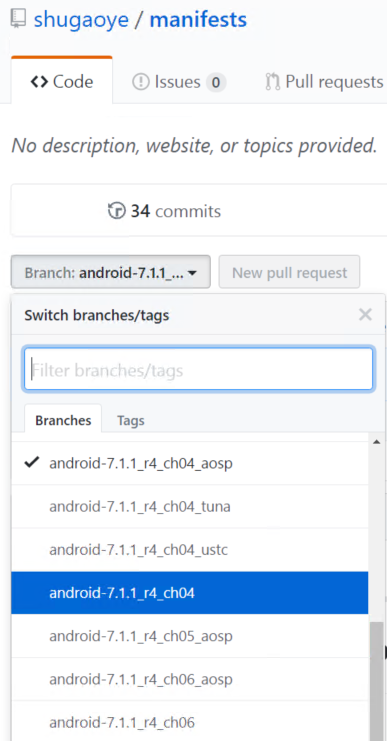 shugaoye / manifests
Code Issues 0 Pull requests
No description, website, or topics provided.
34 commits
Branch: android-7.1.1_... New pull request
Switch branches/tags
Filter branches/tags
Branches Tags
android-7.1.1_r4_ch04_aosp
android-7.1.1_r4_ch04_tuna
android-7.1.1_r4_ch04_ustc
android-7.1.1_r4_ch04
android-7.1.1_r4_ch05_aosp
android-7.1.1_r4_ch06_aosp
android-7.1.1_r4_ch06